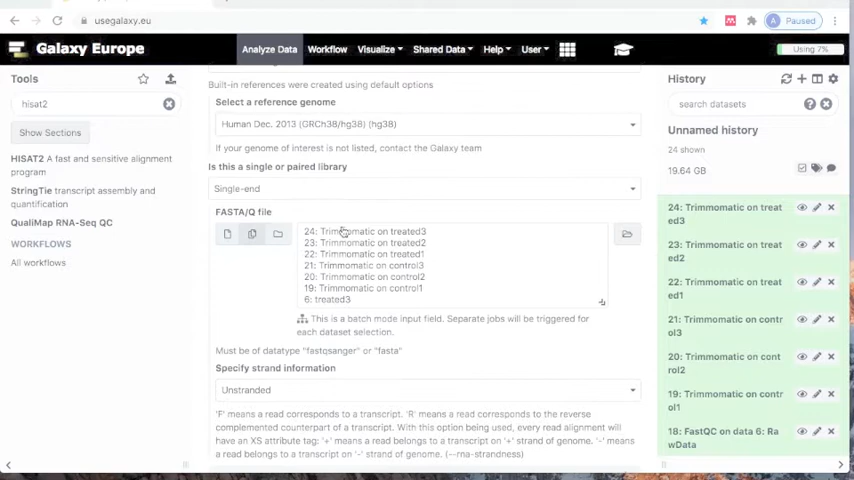 usegalaxy.eu
A
Paused
Galaxy Europe
Analyze Data
Workflow
Visualize
Shared Data
Help
User
Using 7%
Tools
hisat2
Show Sections
HISAT2 A fast and sensitive alignment
program
StringTie transcript assembly and
quantification
QualiMap RNA-Seq QC
WORKFLOWS
All workflows
Built-in references were created using default options
Select a reference genome
Human Dec. 2013 (GRCh38/hg38) (hg38)
If your genome of interest is not listed, contact the Galaxy team
Is this a single or paired library
Single-end
FASTA/Q file
24: Trimmomatic on treated3
23: Trimmomatic on treated2
22: Trimmomatic on treated1
21: Trimmomatic on control3
20: Trimmomatic on control2
19: Trimmomatic on control1
6: treated3
This is a batch mode input field. Separate jobs will be triggered for
each dataset selection.
Must be of datatype "fastqsanger" or "fasta"
Specify strand information
Unstranded
'F' means a read corresponds to a transcript. 'R' means a read corresponds to the reverse
complemented counterpart of a transcript. With this option being used, every read alignment will
have an XS attribute tag: '+' means a read belongs to a transcript on '+' strand of genome. '-' means
a read belongs to a transcript on '-' strand of genome. (--rna-strandness)
History
search datasets
Unnamed history
24 shown
19.64 GB
24: Trimmomatic on treat
ed3
23: Trimmomatic on treat
ed2
22: Trimmomatic on treat
ed1
21: Trimmomatic on contr
ol3
20: Trimmomatic on cont
rol2
19: Trimmomatic on contr
ol1
18: FastQC on data 6: Ra
wData